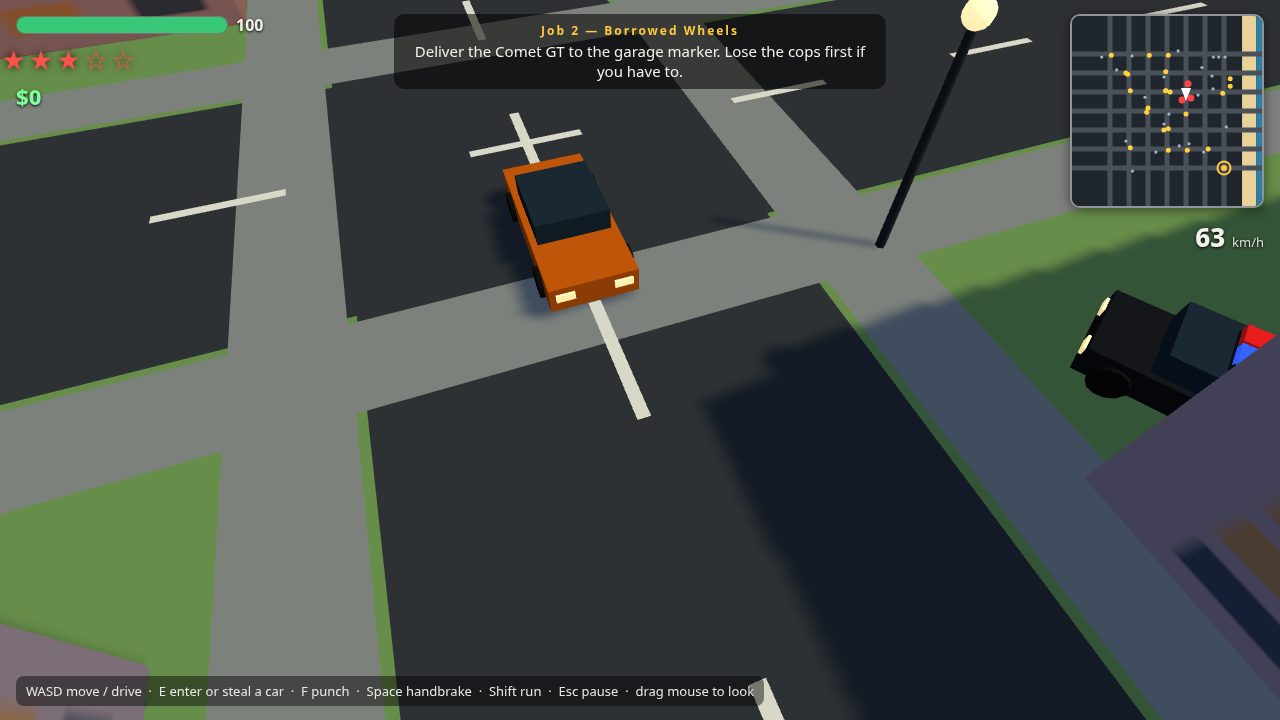 100
Job 2 — Borrowed Wheels
Deliver the Comet GT to the garage marker. Lose the cops first if
you have to.
$0
63 km/h
WASD move / drive · E enter or steal a car · F punch · Space handbrake · Shift run · Esc pause · drag mouse to look